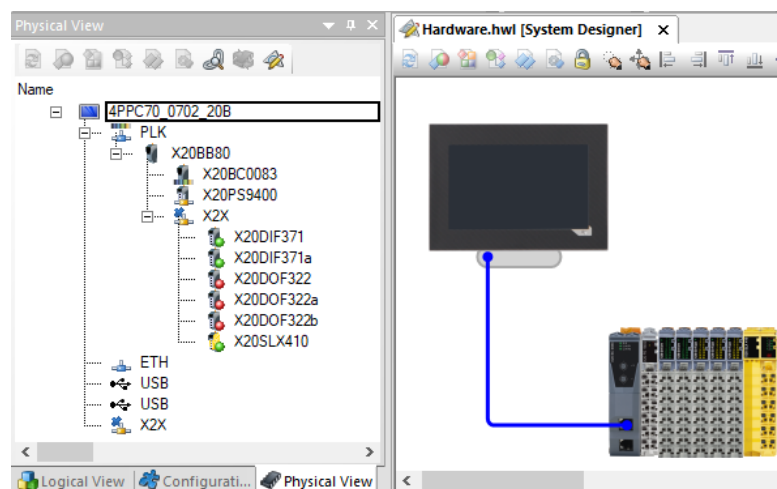 Physical View
Hardware.hwl [System Designer]
Name
4PPC70_0702_20B
PLK
X20BB80
X20BC0083
X20PS9400
X2X
X20DIF371
X20DIF371a
X20DOF322
X20DOF322a
X20DOF322b
X20SLX410
ETH
USB
USB
X2X
Logical View
Configurati...
Physical View